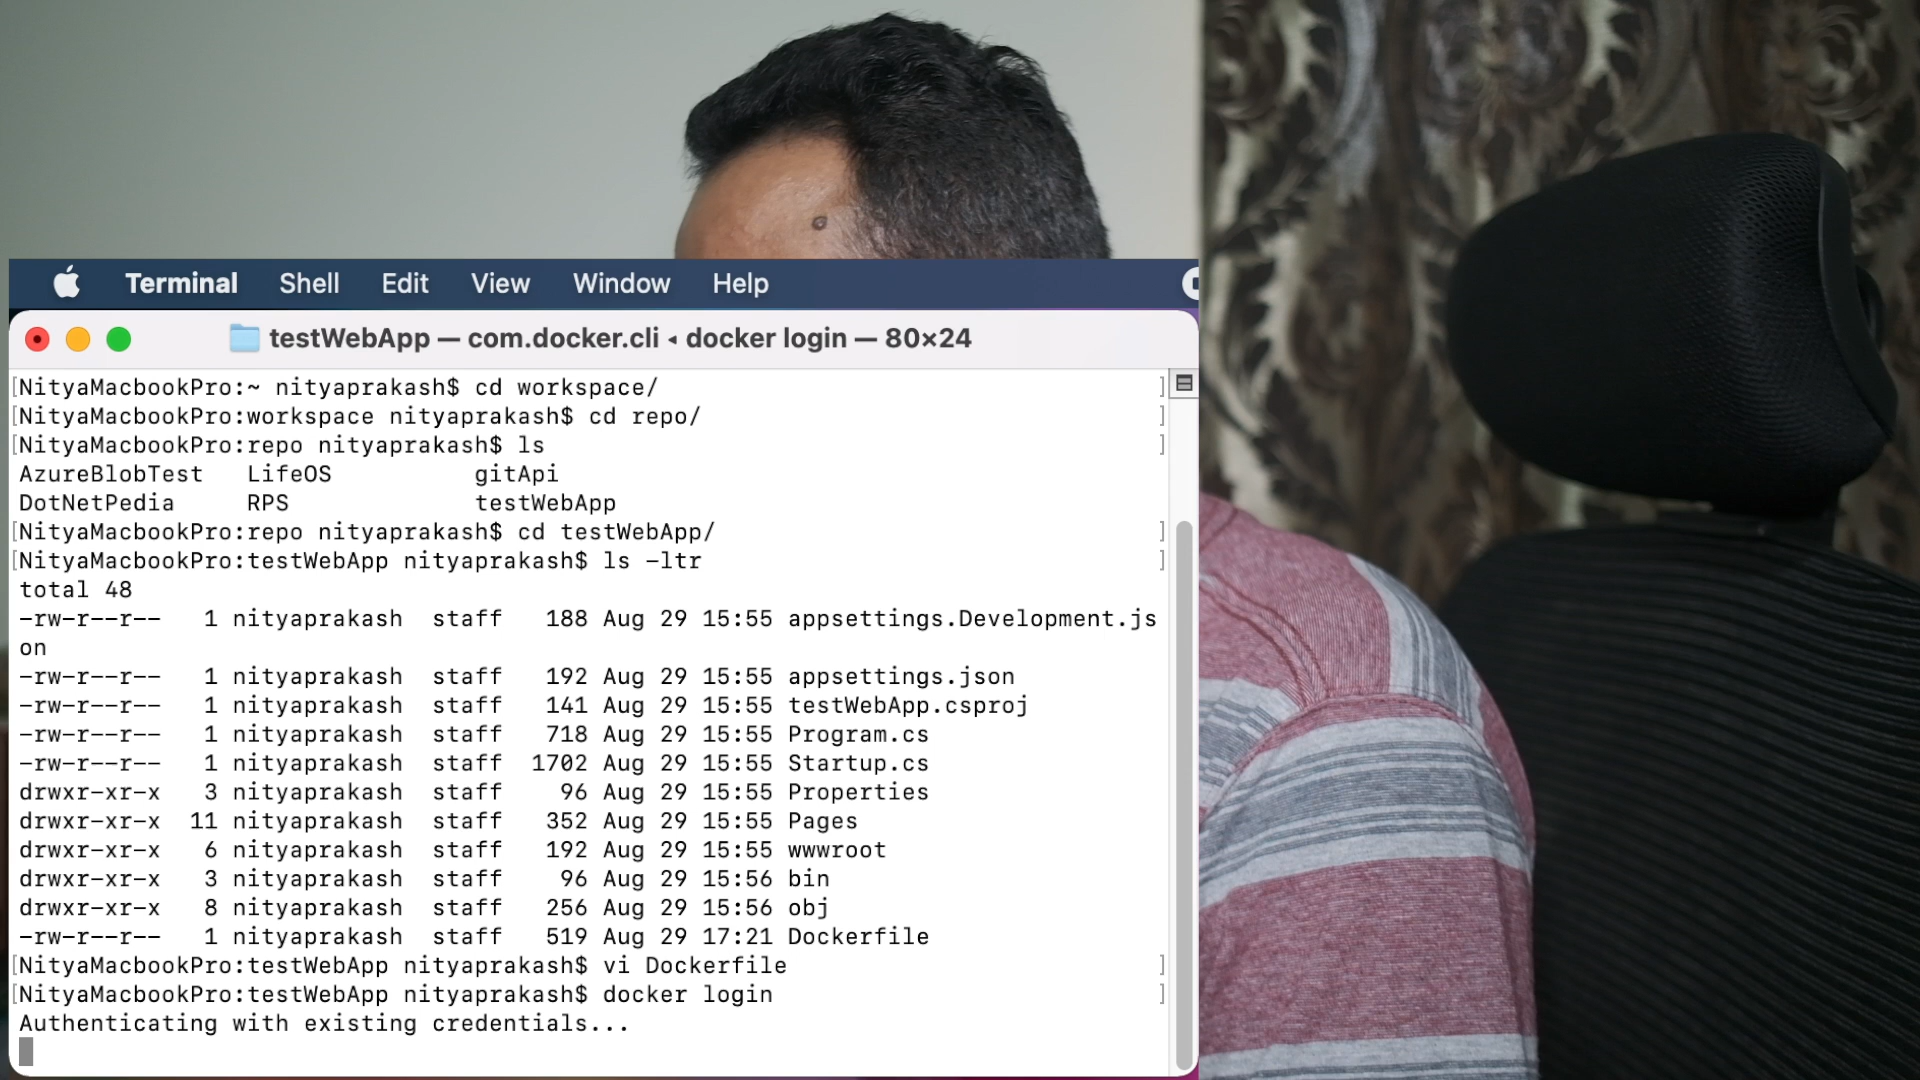 Terminal Shell Edit View Window Help
testWebApp — com.docker.cli ◂ docker login — 80×24
[NityaMacbookPro:~ nityaprakash$ cd workspace/ ]
[NityaMacbookPro:workspace nityaprakash$ cd repo/ ]
[NityaMacbookPro:repo nityaprakash$ ls ]
AzureBlobTest LifeOS gitApi
DotNetPedia RPS testWebApp
[NityaMacbookPro:repo nityaprakash$ cd testWebApp/ ]
[NityaMacbookPro:testWebApp nityaprakash$ ls -ltr ]
total 48
-rw-r--r-- 1 nityaprakash staff 188 Aug 29 15:55 appsettings.Development.js
on
-rw-r--r-- 1 nityaprakash staff 192 Aug 29 15:55 appsettings.json
-rw-r--r-- 1 nityaprakash staff 141 Aug 29 15:55 testWebApp.csproj
-rw-r--r-- 1 nityaprakash staff 718 Aug 29 15:55 Program.cs
-rw-r--r-- 1 nityaprakash staff 1702 Aug 29 15:55 Startup.cs
drwxr-xr-x 3 nityaprakash staff 96 Aug 29 15:55 Properties
drwxr-xr-x 11 nityaprakash staff 352 Aug 29 15:55 Pages
drwxr-xr-x 6 nityaprakash staff 192 Aug 29 15:55 wwwroot
drwxr-xr-x 3 nityaprakash staff 96 Aug 29 15:56 bin
drwxr-xr-x 8 nityaprakash staff 256 Aug 29 15:56 obj
-rw-r--r-- 1 nityaprakash staff 519 Aug 29 17:21 Dockerfile
[NityaMacbookPro:testWebApp nityaprakash$ vi Dockerfile ]
[NityaMacbookPro:testWebApp nityaprakash$ docker login ]
Authenticating with existing credentials...